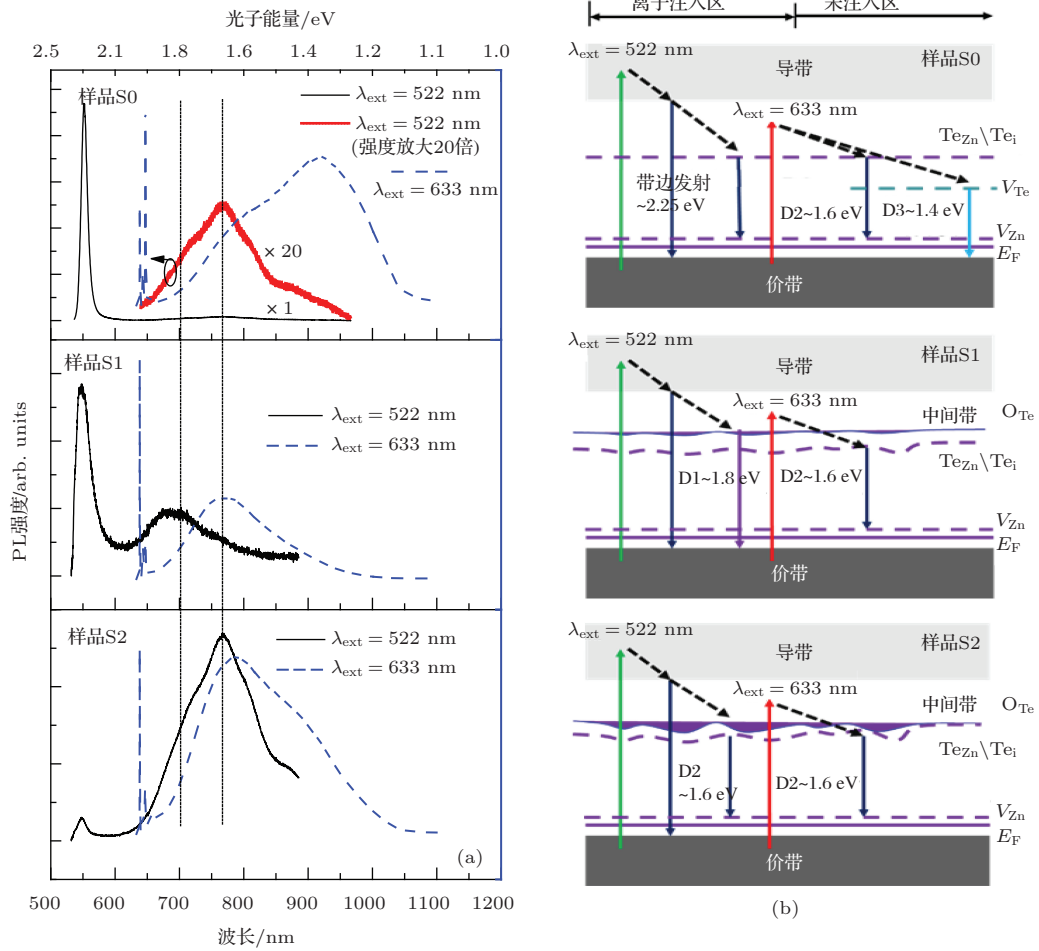 光子能量/eV
2.5 2.1 1.8 1.6 1.4 1.2 1.1 1.0
样品S0
λext = 522 nm
λext = 522 nm
(强度放大20倍)
λext = 633 nm
× 20
× 1
样品S1
λext = 522 nm
λext = 633 nm
PL强度/arb. units
样品S2
λext = 522 nm
λext = 633 nm
(a)
500 600 700 800 900 1000 1100 1200
波长/nm
离子注入区 未注入区
λext = 522 nm
导带
样品S0
λext = 633 nm
TeZn\Tei
带边发射
~2.25 eV
D2~1.6 eV
D3~1.4 eV
VTe
VZn
EF
价带
λext = 522 nm
导带
样品S1
λext = 633 nm
中间带 OTe
TeZn\Tei
D1~1.8 eV
D2~1.6 eV
VZn
EF
价带
λext = 522 nm
导带
样品S2
λext = 633 nm
中间带 OTe
TeZn\Tei
D2
~1.6 eV
D2~1.6 eV
VZn
EF
价带
(b)